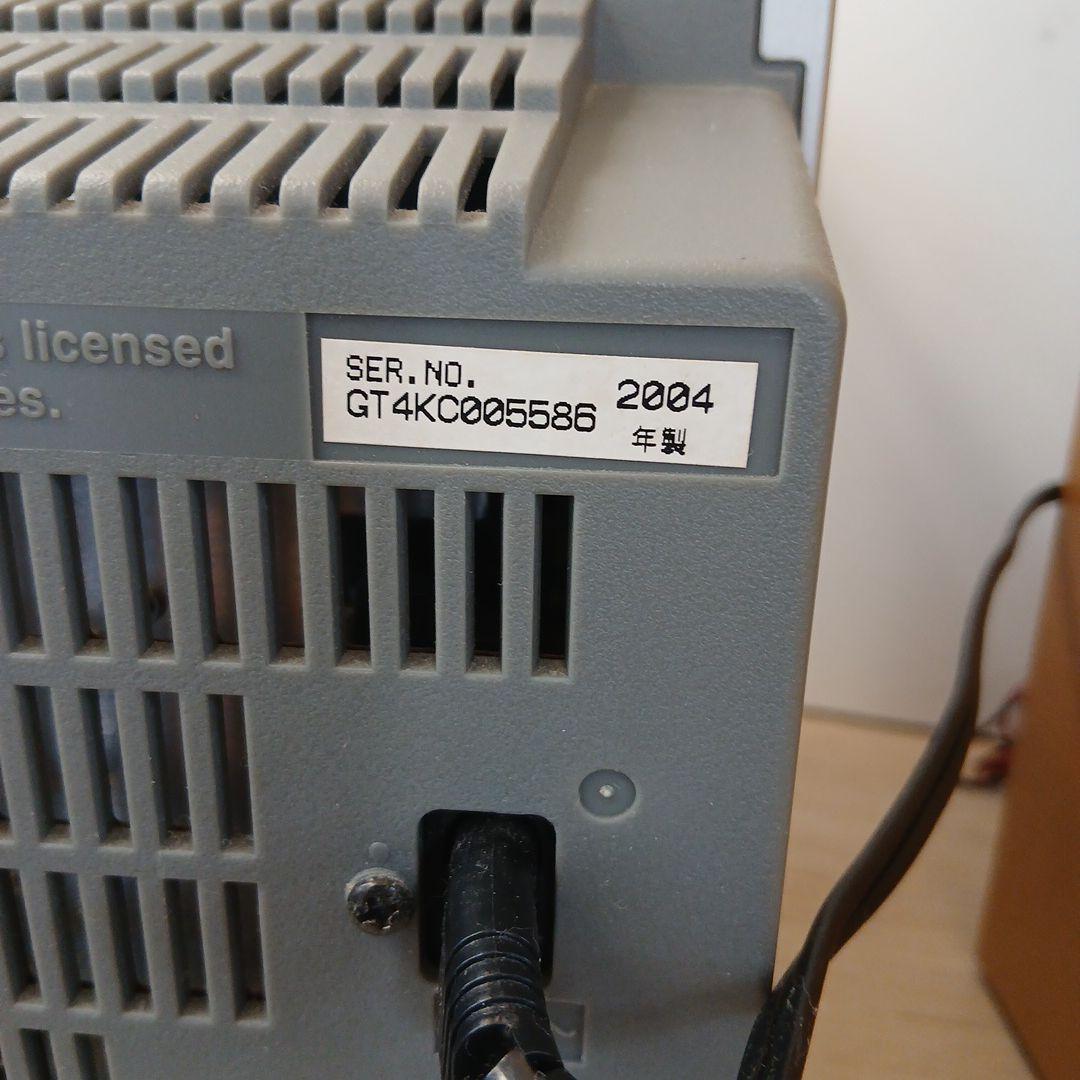 licensed
es.
SER.NO.
GT4KC005586
2004
年製